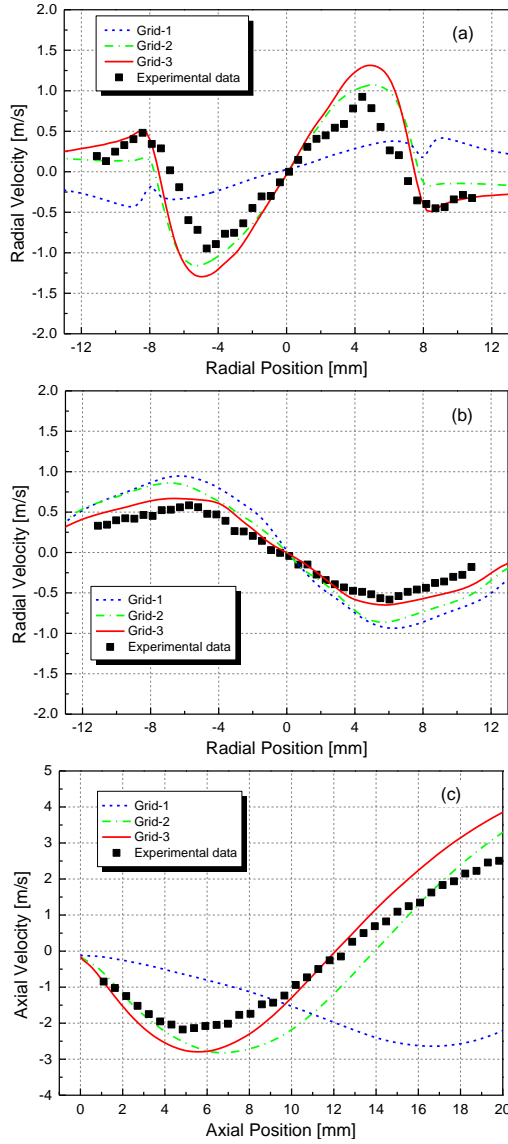 2.0
1.5
1.0
0.5
0.0
-0.5
-1.0
-1.5
-2.0
Radial Velocity [m/s]
Grid-1
Grid-2
Grid-3
Experimental data
(a)
-12 -8 -4 0 4 8 12
Radial Position [mm]
2.0
1.5
1.0
0.5
0.0
-0.5
-1.0
-1.5
-2.0
Radial Velocity [m/s]
(b)
Grid-1
Grid-2
Grid-3
Experimental data
-12 -8 -4 0 4 8 12
Radial Position [mm]
5
4
3
2
1
0
-1
-2
-3
-4
Axial Velocity [m/s]
Grid-1
Grid-2
Grid-3
Experimental data
(c)
0 2 4 6 8 10 12 14 16 18 20
Axial Position [mm]